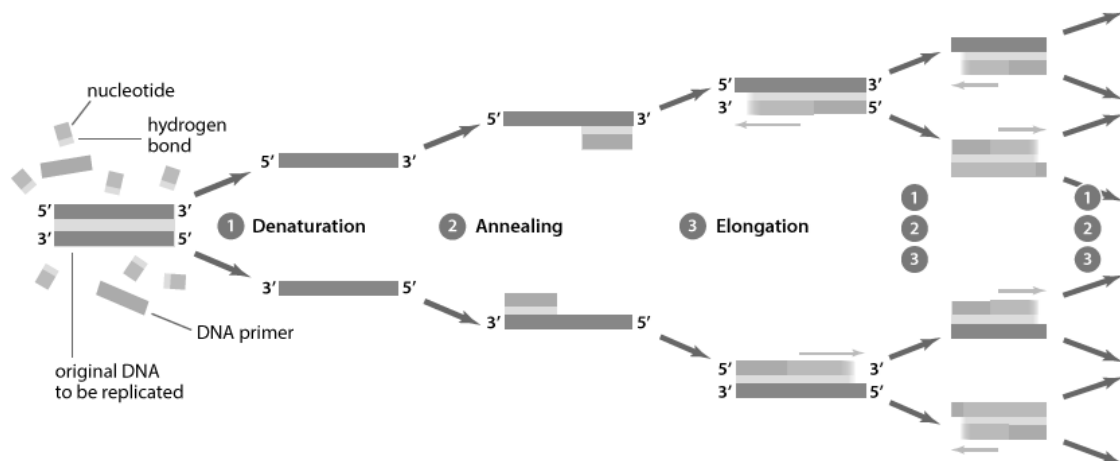 nucleotide
hydrogen
bond
5′ 3′
3′ 5′
DNA primer
original DNA
to be replicated
5′ 3′
1 Denaturation
3′ 5′
5′ 3′
2 Annealing
3′ 5′
5′ 3′
3′ 5′
3 Elongation
5′ 3′
3′ 5′
1
2
3
1
2
3